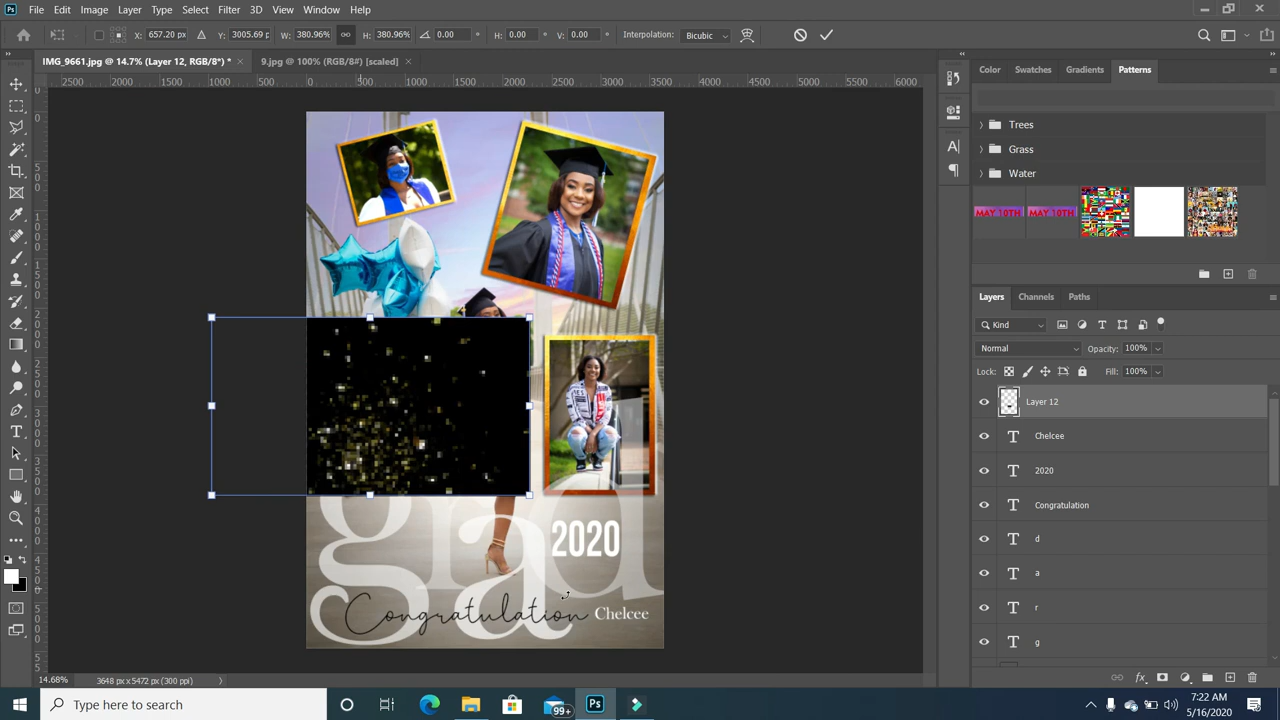 Ps File Edit Image Layer Type Select Filter 3D View Window Help
X: 657.20 px Y: 3005.69 p W: 380.96% H: 380.96% 0.00 ° H: 0.00 ° V: 0.00 ° Interpolation: Bicubic
IMG_9661.jpg @ 14.7% (Layer 12, RGB/8*) * × 9.jpg @ 100% (RGB/8#) [scaled] ×
2500 2000 1500 1000 500 0 500 1000 1500 2000 2500 3000 3500 4000 4500 5000 5500 6000
Color Swatches Gradients Patterns
Trees
Grass
Water
MAY 10TH MAY 10TH
Layers Channels Paths
Kind
Normal Opacity: 100%
Lock: Fill: 100%
Layer 12
T Chelcee
T 2020
T Congratulation
T d
T a
T r
T g
grad
2020
Congratulation Chelcee
14.68% 3648 px x 5472 px (300 ppi)
Type here to search
99+
Ps
7:22 AM
5/16/2020